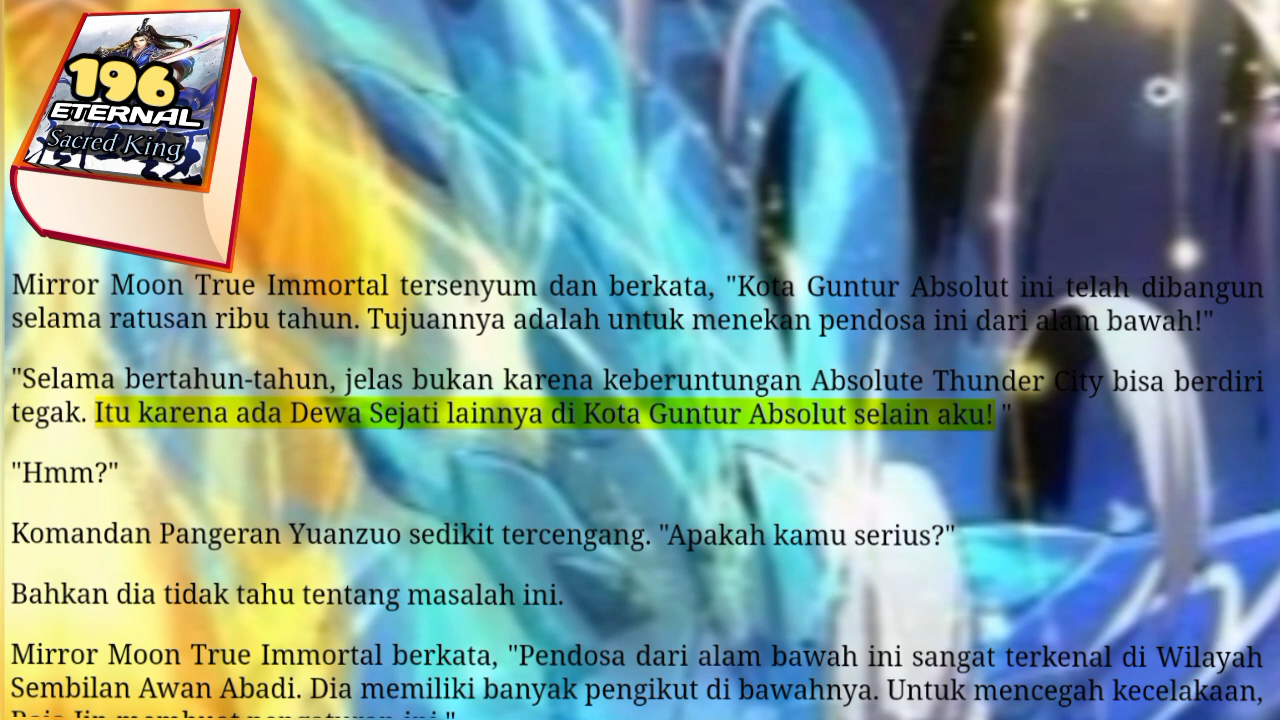 196
ETERNAL
Sacred King
Mirror Moon True Immortal tersenyum dan berkata, "Kota Guntur Absolut ini telah dibangun
selama ratusan ribu tahun. Tujuannya adalah untuk menekan pendosa ini dari alam bawah!"
"Selama bertahun-tahun, jelas bukan karena keberuntungan Absolute Thunder City bisa berdiri
tegak. Itu karena ada Dewa Sejati lainnya di Kota Guntur Absolut selain aku! "
"Hmm?"
Komandan Pangeran Yuanzuo sedikit tercengang. "Apakah kamu serius?"
Bahkan dia tidak tahu tentang masalah ini.
Mirror Moon True Immortal berkata, "Pendosa dari alam bawah ini sangat terkenal di Wilayah
Sembilan Awan Abadi. Dia memiliki banyak pengikut di bawahnya. Untuk mencegah kecelakaan,